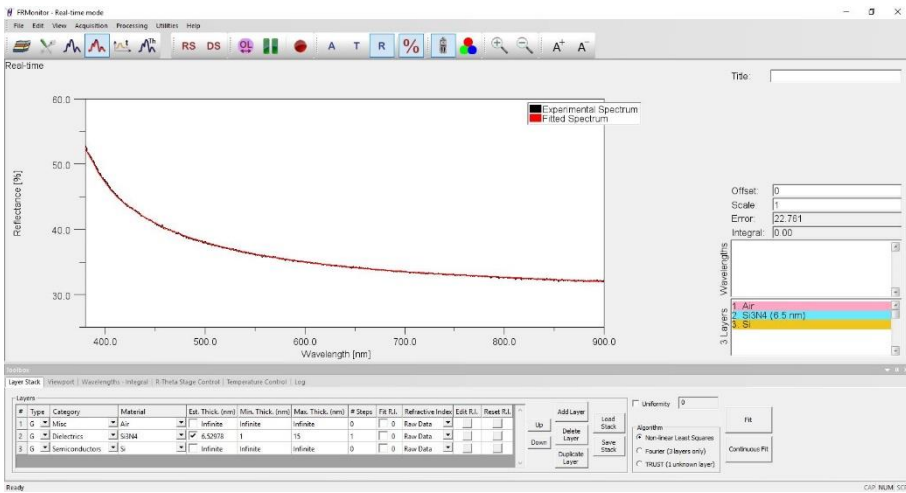 FRMonitor - Real-time mode
File Edit View Acquisition Processing Utilities Help
RS DS OL A T R % A+ A-
Real-time
Title:
60.0
50.0
40.0
30.0
Reflectance [%]
Experimental Spectrum
Fitted Spectrum
400.0 500.0 600.0 700.0 800.0 900.0
Wavelength [nm]
Offset: 0
Scale: 1
Error: 22.761
Integral: 0.00
Wavelengths
3 Layers
1. Air
2. Si3N4 (6.5 nm)
3. Si
Toolbox
Layer Stack Viewport Wavelengths - Integral R-Theta Stage Control Temperature Control Log
Layers
# Type Category Material Est. Thick. (nm) Min. Thick. (nm) Max. Thick. (nm) # Steps Fit R.I. Refractive Index Edit R.I. Reset R.I.
1 G Misc Air Infinite Infinite Infinite 0 0 Raw Data
2 G Dielectrics Si3N4 6.52978 1 15 1 0 Raw Data
3 G Semiconductors Si Infinite Infinite Infinite 0 0 Raw Data
Up
Down
Add Layer
Delete Layer
Duplicate Layer
Load Stack
Save Stack
Uniformity 0
Algorithm
Non-linear Least Squares
Fourier (3 layers only)
TRUST (1 unknown layer)
Fit
Continuous Fit
Ready
CAP NUM SCR